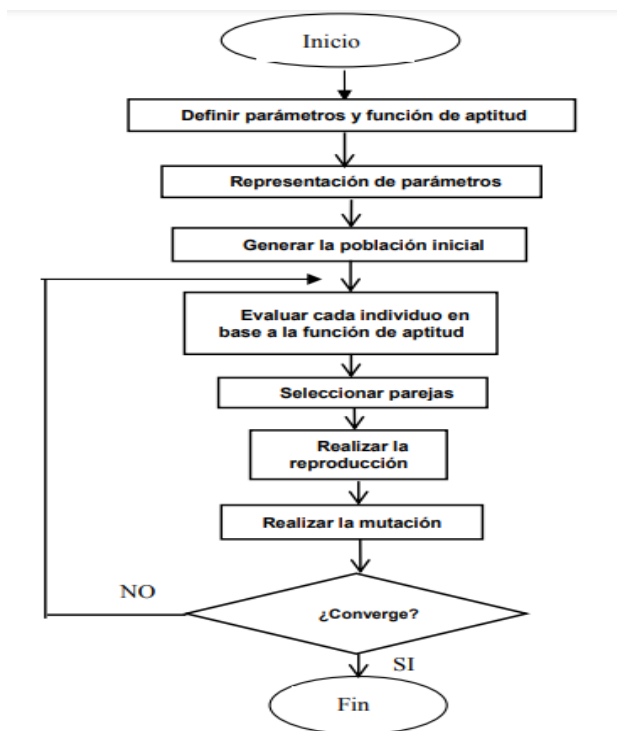 Inicio
Definir parámetros y función de aptitud
Representación de parámetros
Generar la población inicial
Evaluar cada individuo en
base a la función de aptitud
Seleccionar parejas
Realizar la
reproducción
Realizar la mutación
NO
¿Converge?
SI
Fin